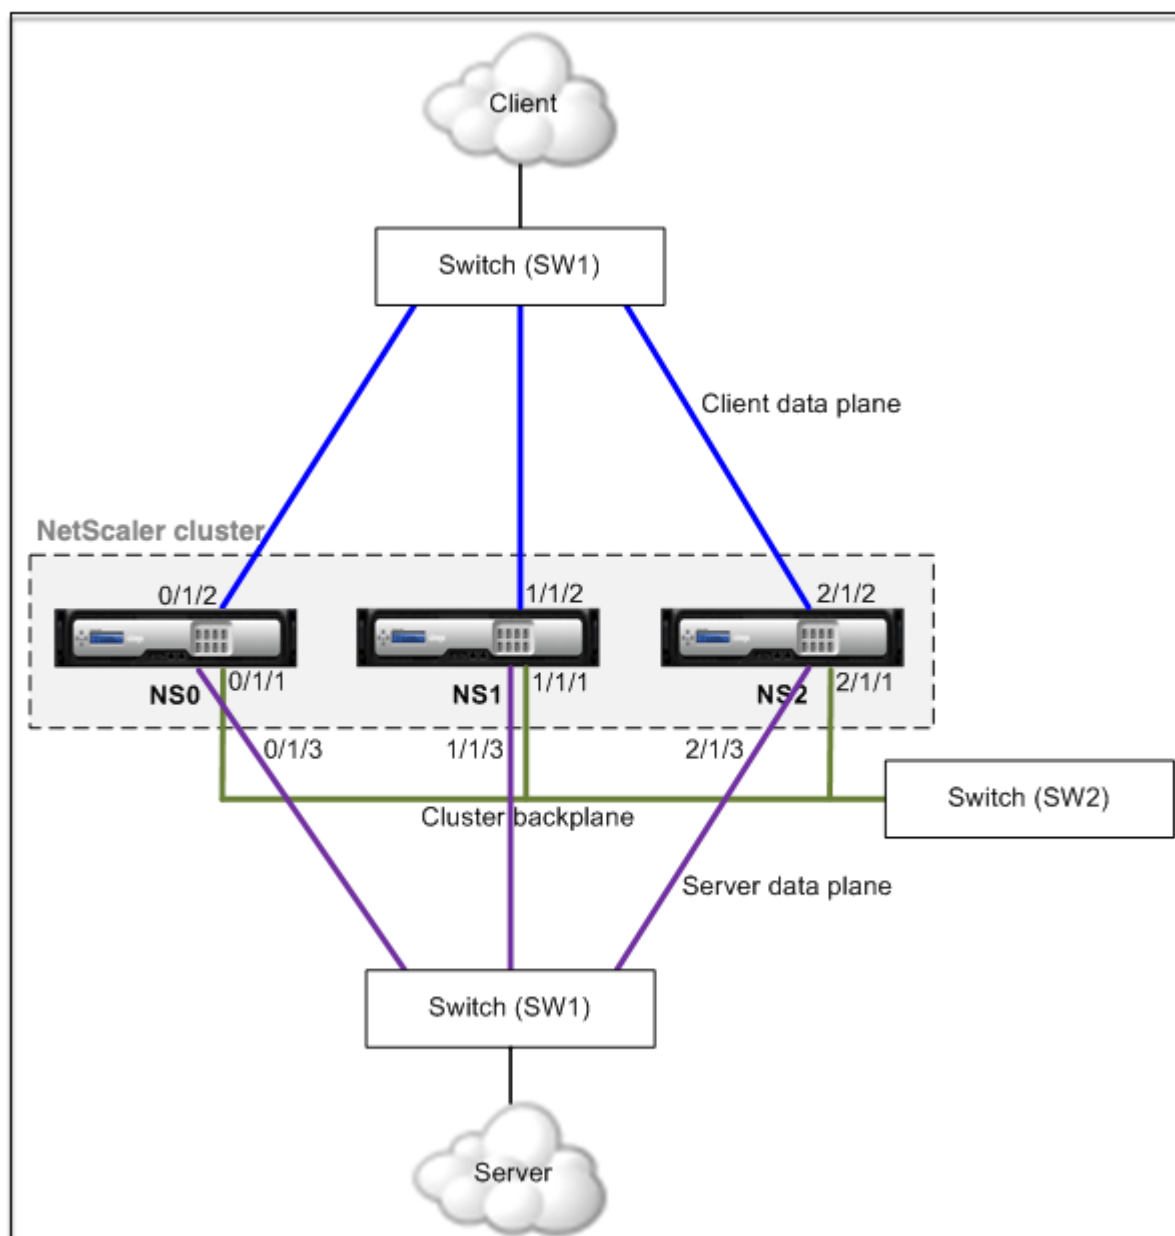 Client
Switch (SW1)
Client data plane
NetScaler cluster
0/1/2
1/1/2
2/1/2
NS0
0/1/1
NS1
1/1/1
NS2
2/1/1
0/1/3
1/1/3
2/1/3
Switch (SW2)
Cluster backplane
Server data plane
Switch (SW1)
Server